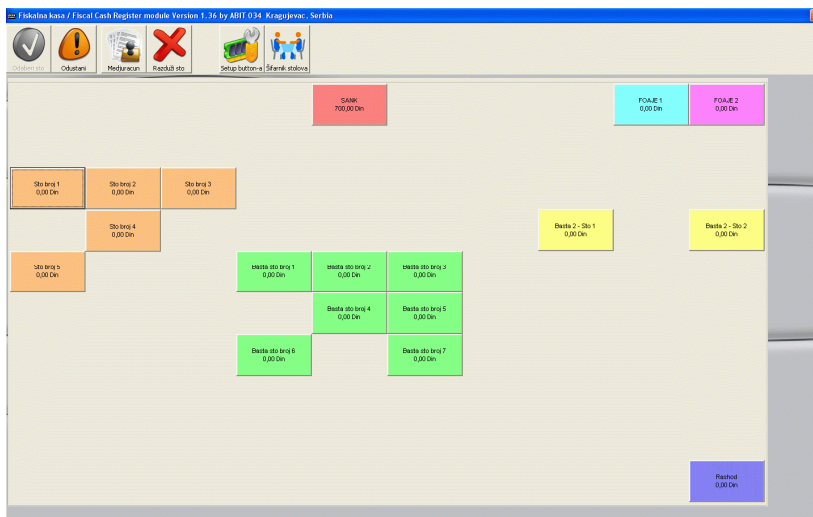 Fiskalna kasa / Fiscal Cash Register module Version 1.36 by ABIT 034 Kragujevac, Serbia
Odaberi sto Odustani Medjuracun Razduži sto Setup button-a Šifarnik stolova
SANK
700,00 Din
FOAJE 1
0,00 Din
FOAJE 2
0,00 Din
Sto broj 1
0,00 Din
Sto broj 2
0,00 Din
Sto broj 3
0,00 Din
Sto broj 4
0,00 Din
Basta 2 - Sto 1
0,00 Din
Basta 2 - Sto 2
0,00 Din
Sto broj 5
0,00 Din
Basta sto broj 1
0,00 Din
Basta sto broj 2
0,00 Din
Basta sto broj 3
0,00 Din
Basta sto broj 4
0,00 Din
Basta sto broj 5
0,00 Din
Basta sto broj 6
0,00 Din
Basta sto broj 7
0,00 Din
Rashod
0,00 Din